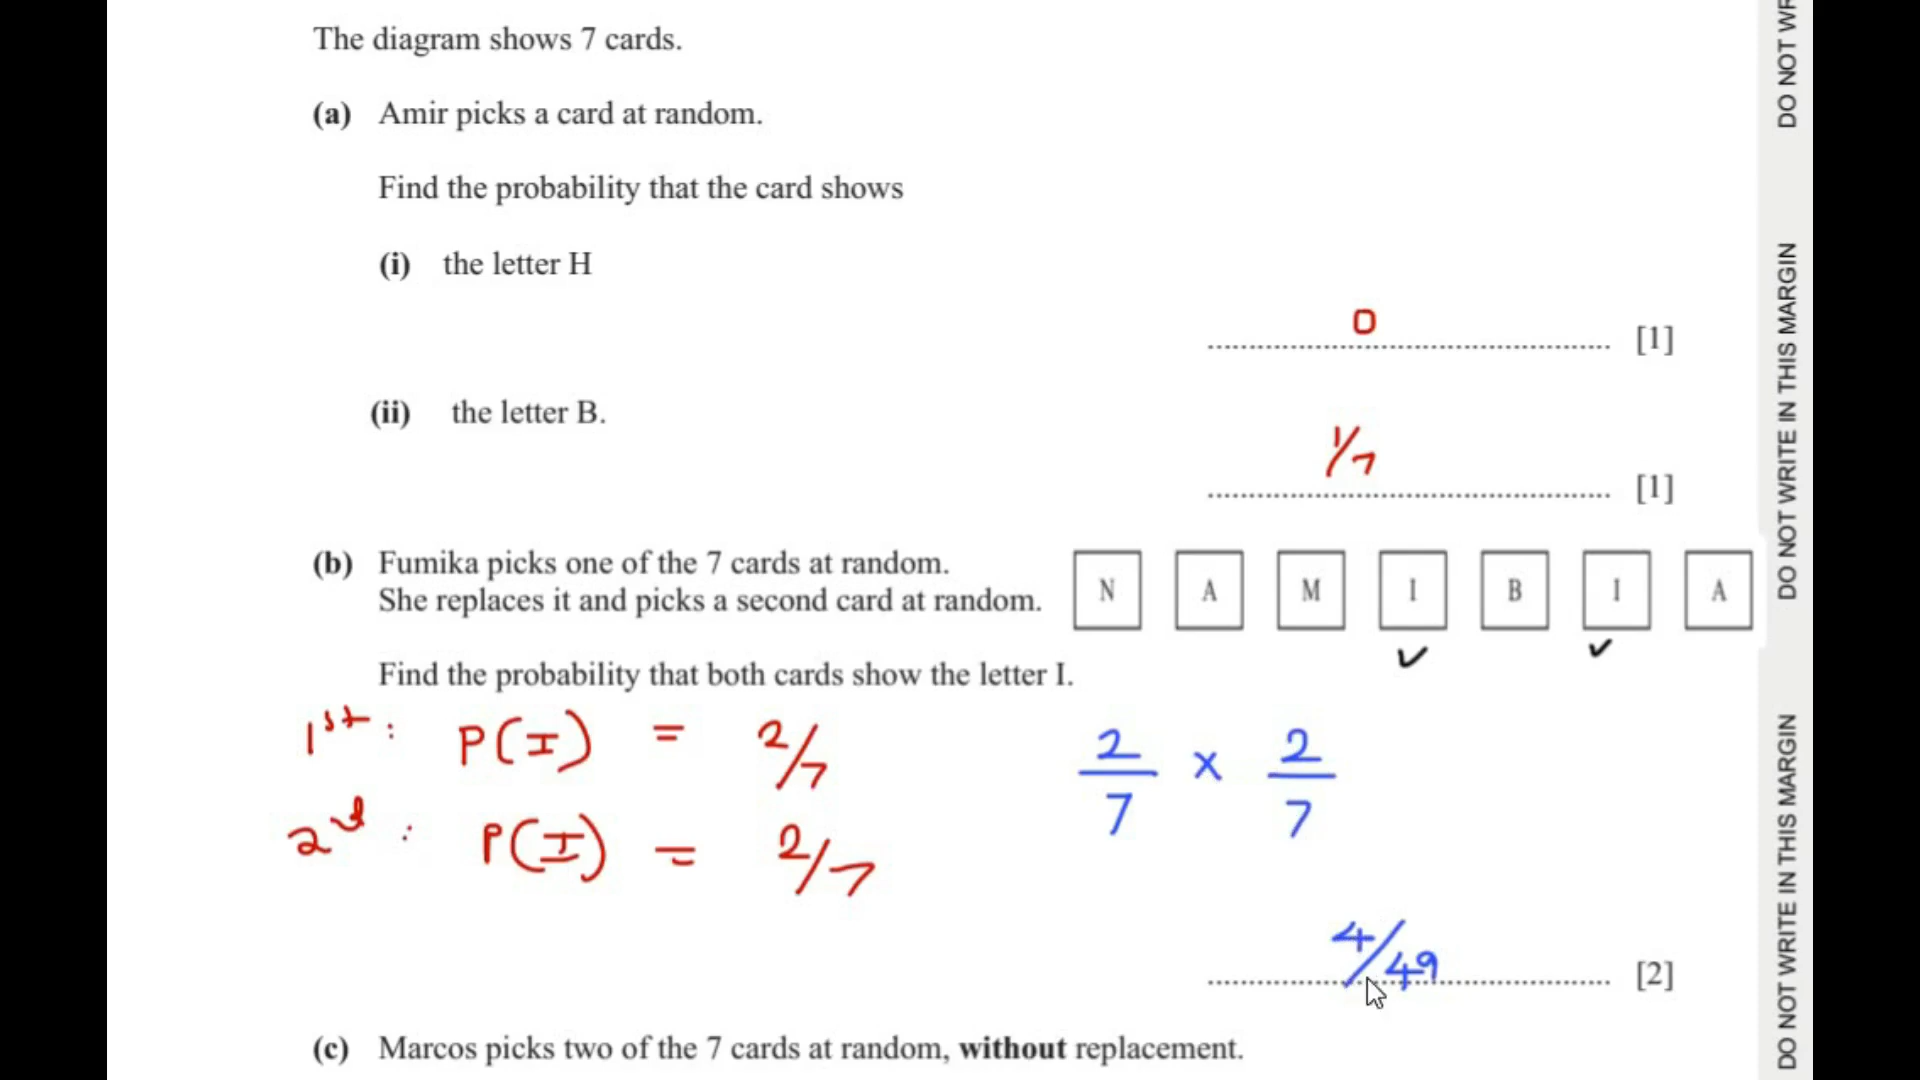 The diagram shows 7 cards.
(a) Amir picks a card at random.
Find the probability that the card shows
(i) the letter H
0
[1]
(ii) the letter B.
1/7
[1]
(b) Fumika picks one of the 7 cards at random.
She replaces it and picks a second card at random.
N A M I B I A
Find the probability that both cards show the letter I.
1st : P(I) = 2/7
2nd : P(I) = 2/7
2/7 x 2/7
4/49
[2]
(c) Marcos picks two of the 7 cards at random, without replacement.
DO NOT WR
DO NOT WRITE IN THIS MARGIN
DO NOT WRITE IN THIS MARGIN